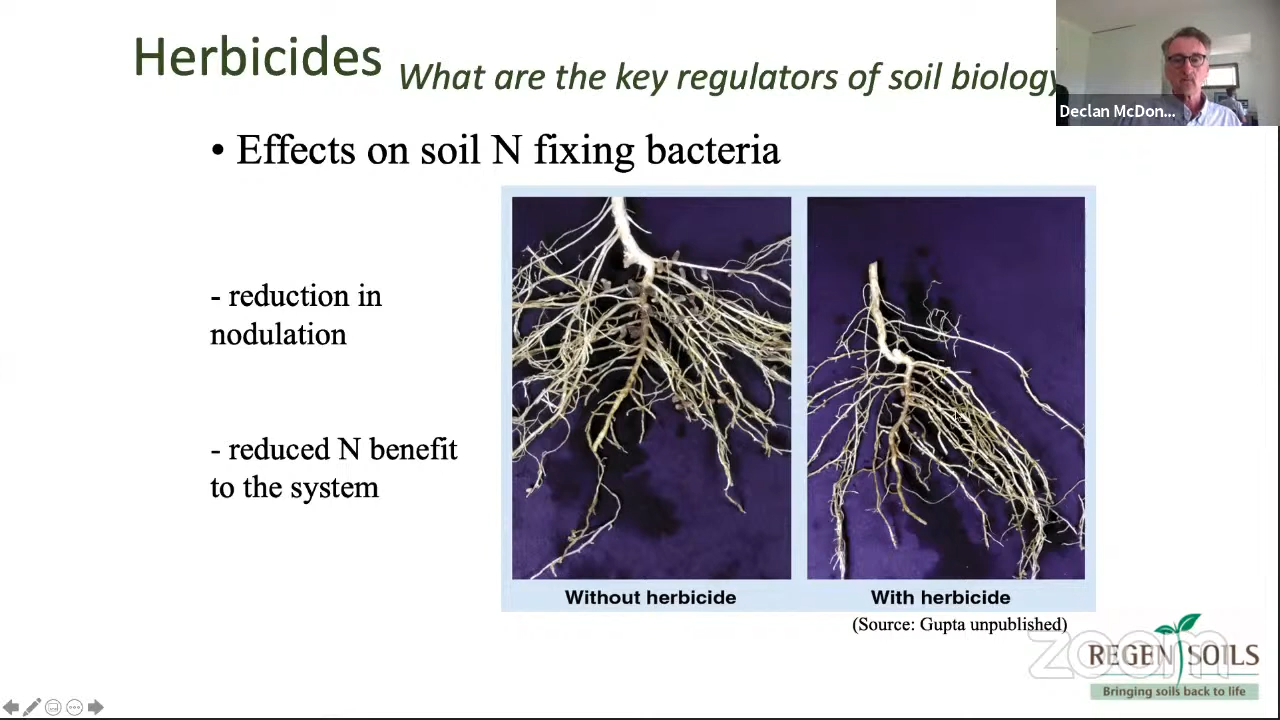 Herbicides What are the key regulators of soil biology
Declan McDon...
• Effects on soil N fixing bacteria
- reduction in
nodulation
- reduced N benefit
to the system
Without herbicide
With herbicide
(Source: Gupta unpublished)
zoom
REGEN SOILS
Bringing soils back to life